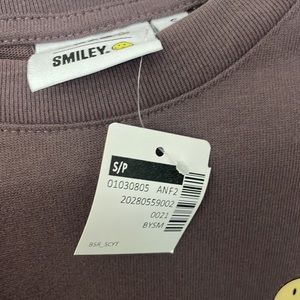 SMILEY
S/P
01030805 ANF2
20280559002
0021
BYSM
BSR_SCYT